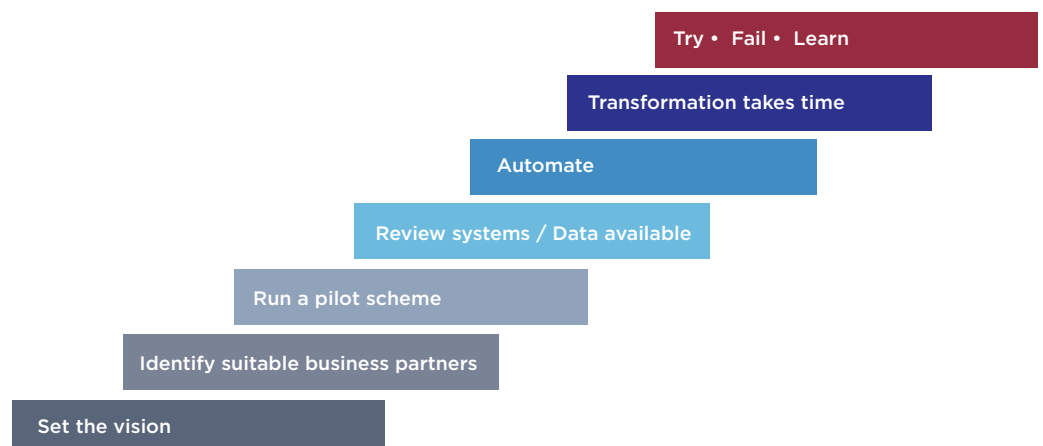 Try • Fail • Learn
Transformation takes time
Automate
Review systems / Data available
Run a pilot scheme
Identify suitable business partners
Set the vision